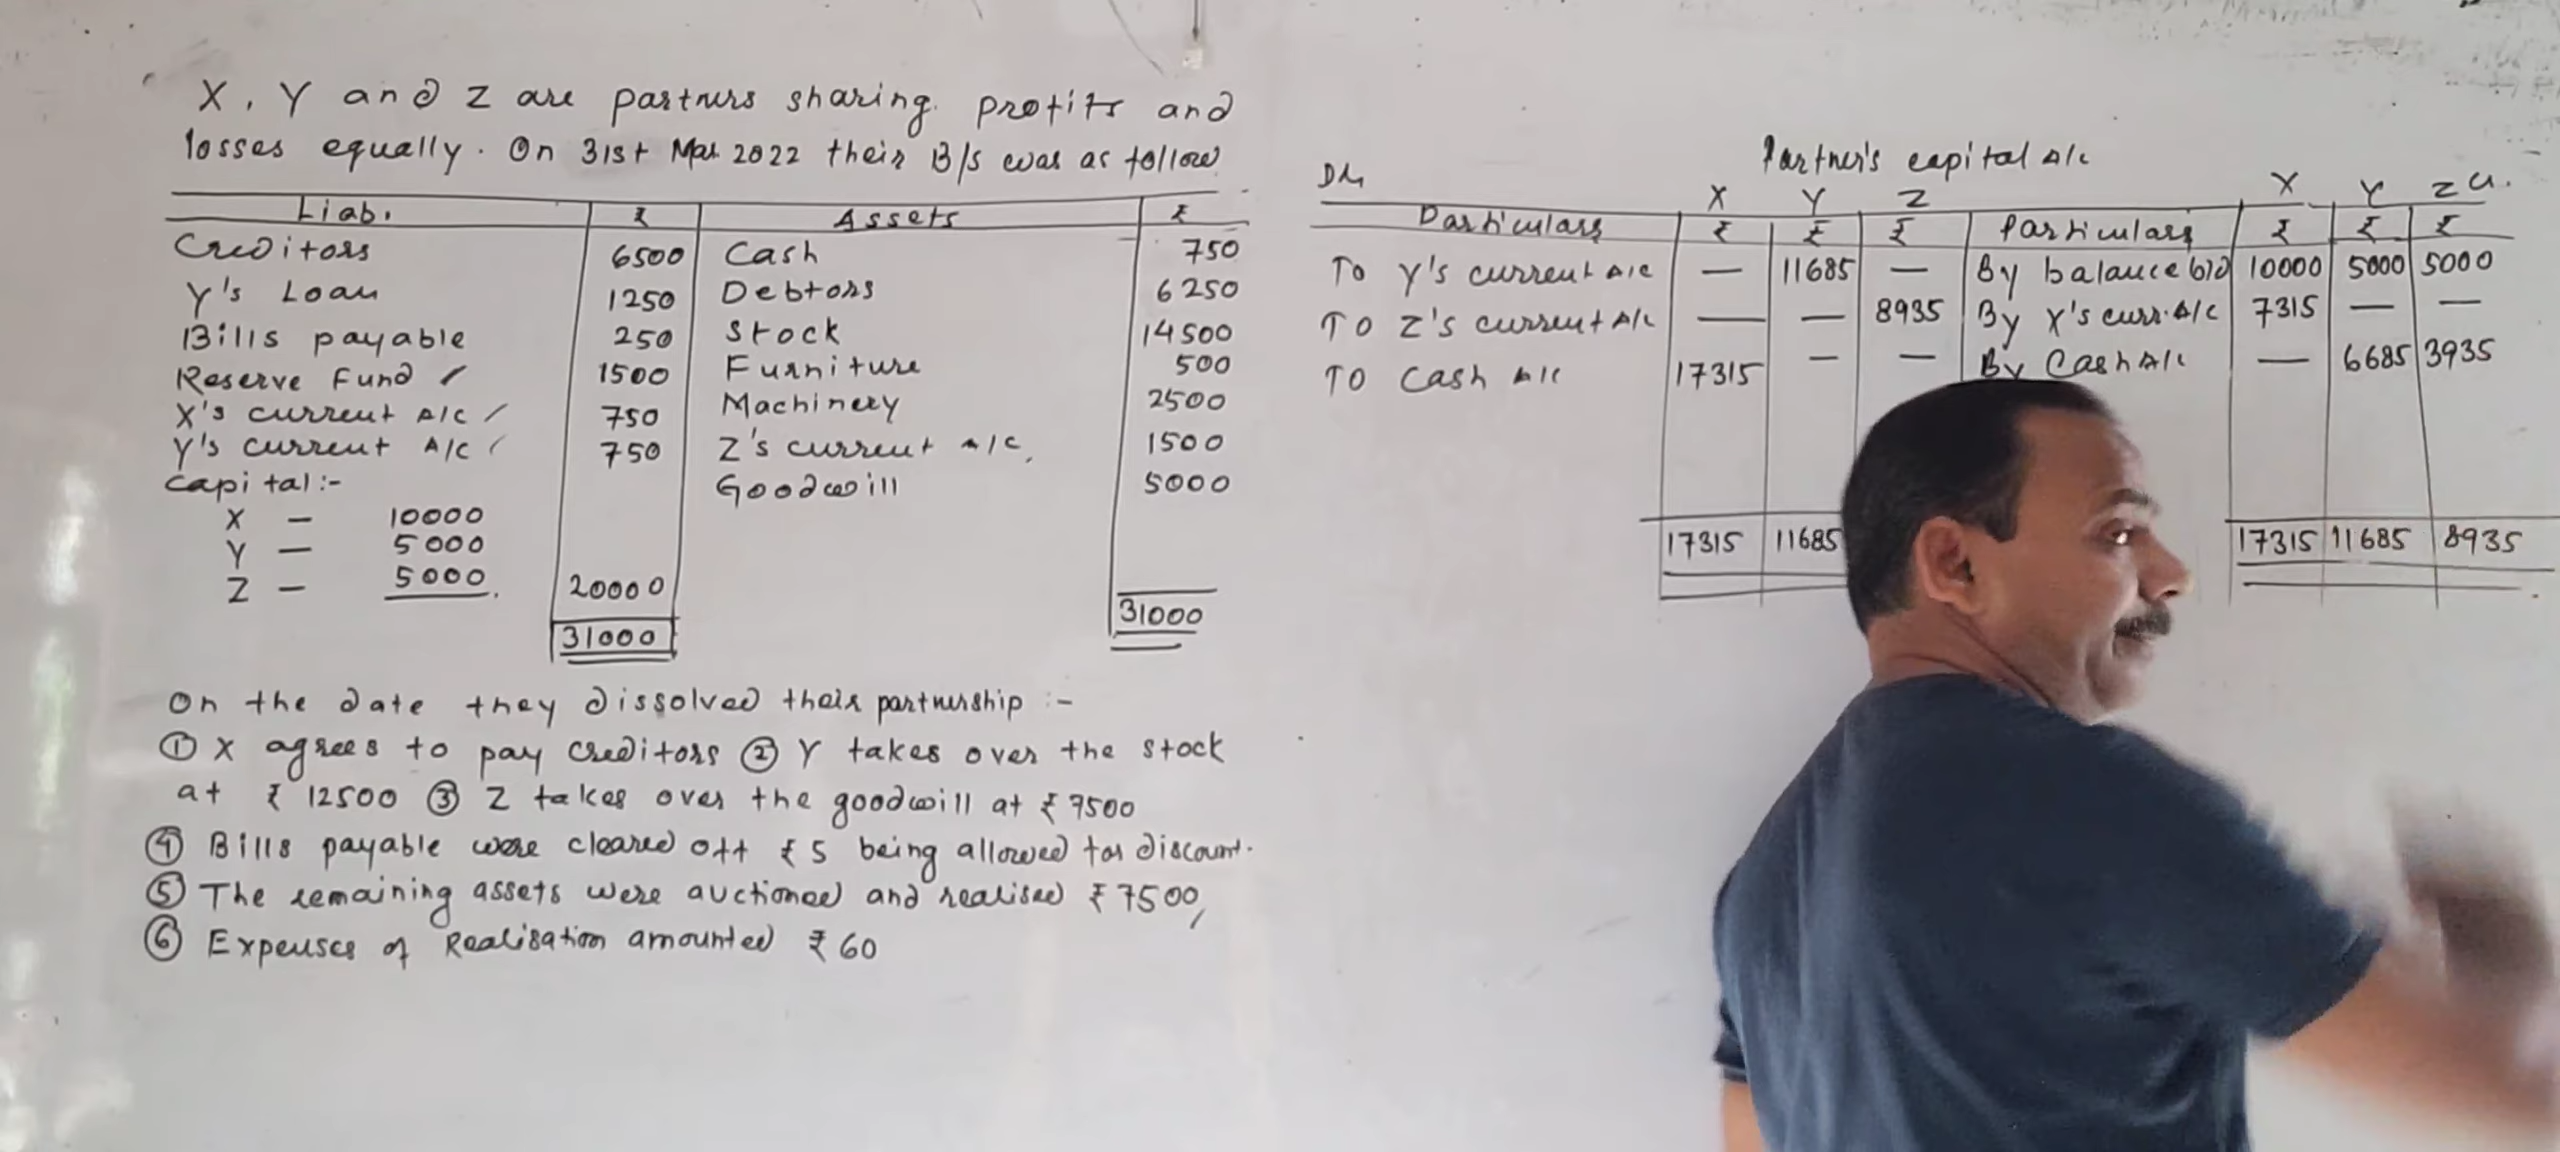 X, Y and Z are partners sharing profits and
losses equally. On 31st Mar 2022 their B/s was as follow
Liab. ₹ Assets ₹
Creditors 6500 Cash 750
Y's Loan 1250 Debtors 6250
Bills payable 250 Stock 14500
Reserve Fund 1500 Furniture 500
X's current A/c 750 Machinery 2500
Y's current A/c 750 Z's current A/c 1500
Capital:- Goodwill 5000
X — 10000
Y — 5000
Z — 5000 20000
31000 31000
On the date they dissolved their partnership :-
① X agrees to pay creditors ② Y takes over the stock
at ₹ 12500 ③ Z takes over the goodwill at ₹ 7500
④ Bills payable were cleared off ₹ 5 being allowed for discount.
⑤ The remaining assets were auctioned and realised ₹ 7500
⑥ Expenses of Realisation amounted ₹ 60
Partner's capital A/c
Dr. X Y Z X Y Z Cr.
Particulars ₹ ₹ ₹ Particulars ₹ ₹ ₹
To Y's current A/c — 11685 — By balance b/d 10000 5000 5000
To Z's current A/c — — 8935 By X's curr. A/c 7315 — —
To Cash A/c 17315 — — By Cash A/c — 6685 3935
17315 11685 17315 11685 8935